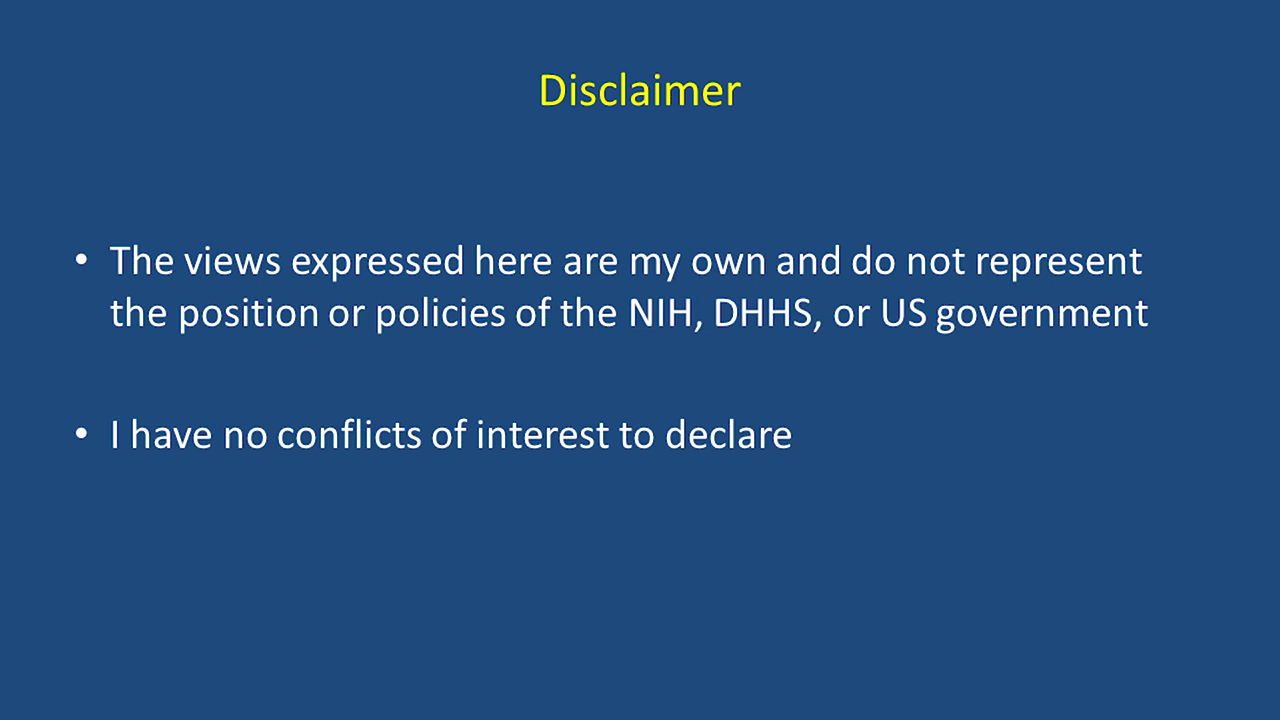 Disclaimer
• The views expressed here are my own and do not represent
the position or policies of the NIH, DHHS, or US government
• I have no conflicts of interest to declare